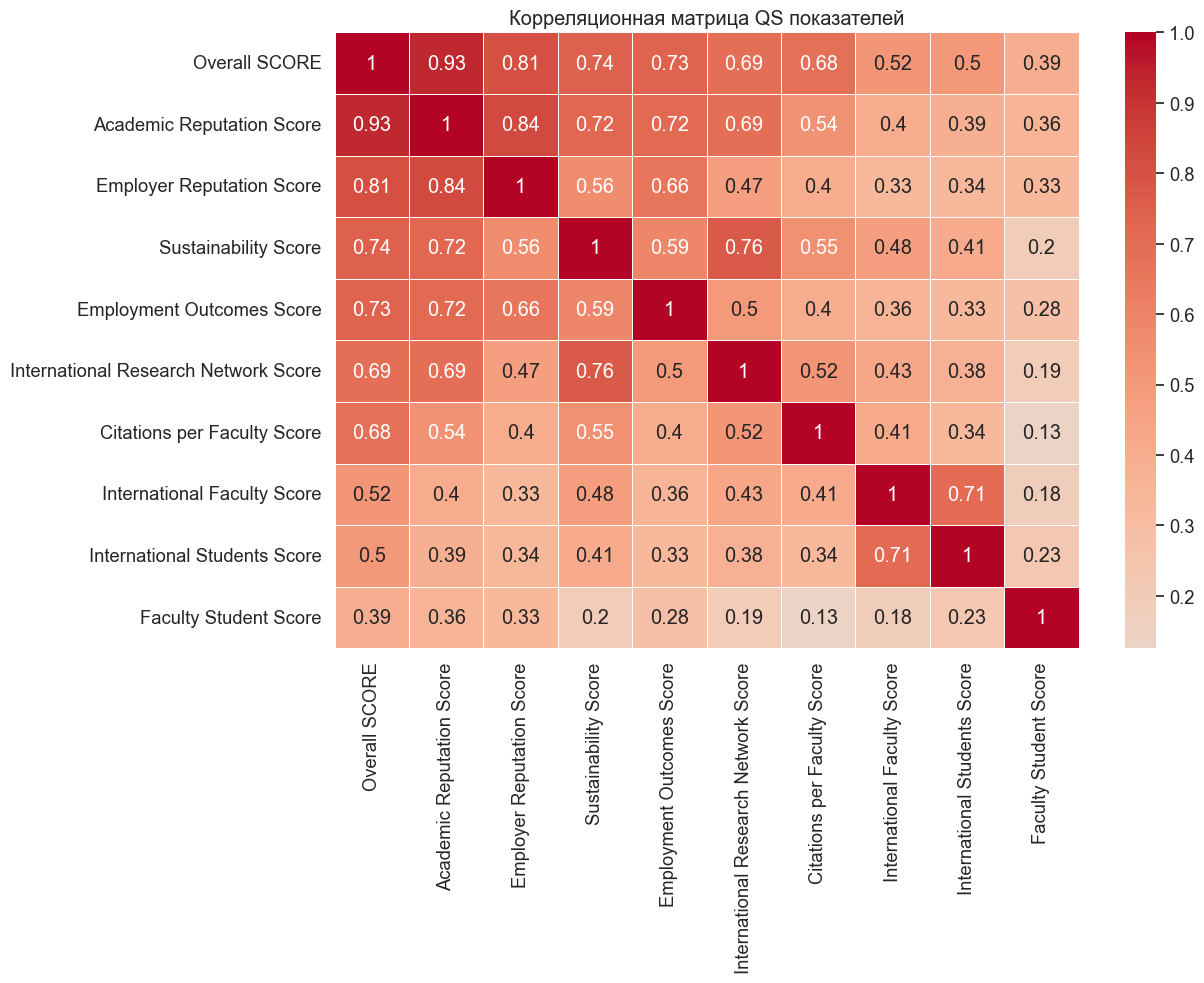 Корреляционная матрица QS показателей
Overall SCORE 1 0.93 0.81 0.74 0.73 0.69 0.68 0.52 0.5 0.39
Academic Reputation Score 0.93 1 0.84 0.72 0.72 0.69 0.54 0.4 0.39 0.36
Employer Reputation Score 0.81 0.84 1 0.56 0.66 0.47 0.4 0.33 0.34 0.33
Sustainability Score 0.74 0.72 0.56 1 0.59 0.76 0.55 0.48 0.41 0.2
Employment Outcomes Score 0.73 0.72 0.66 0.59 1 0.5 0.4 0.36 0.33 0.28
International Research Network Score 0.69 0.69 0.47 0.76 0.5 1 0.52 0.43 0.38 0.19
Citations per Faculty Score 0.68 0.54 0.4 0.55 0.4 0.52 1 0.41 0.34 0.13
International Faculty Score 0.52 0.4 0.33 0.48 0.36 0.43 0.41 1 0.71 0.18
International Students Score 0.5 0.39 0.34 0.41 0.33 0.38 0.34 0.71 1 0.23
Faculty Student Score 0.39 0.36 0.33 0.2 0.28 0.19 0.13 0.18 0.23 1
Overall SCORE
Academic Reputation Score
Employer Reputation Score
Sustainability Score
Employment Outcomes Score
International Research Network Score
Citations per Faculty Score
International Faculty Score
International Students Score
Faculty Student Score
1.0
0.9
0.8
0.7
0.6
0.5
0.4
0.3
0.2